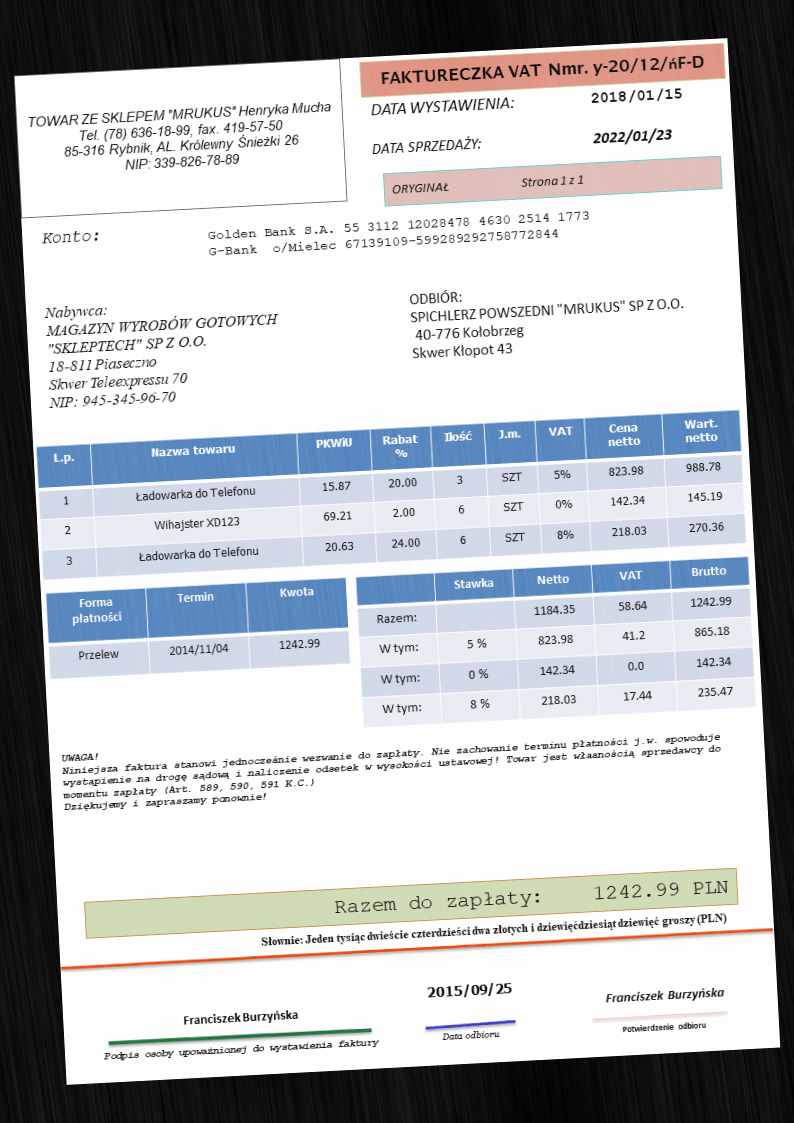 TOWAR ZE SKLEPEM "MRUKUS" Henryka Mucha
Tel. (78) 636-18-99, fax. 419-57-50
85-316 Rybnik, AL. Królewny Śnieżki 26
NIP: 339-826-78-89
FAKTURECZKA VAT Nmr. y-20/12/ńF-D
DATA WYSTAWIENIA: 2018/01/15
DATA SPRZEDAŻY: 2022/01/23
ORYGINAŁ Strona 1 z 1
Konto: Golden Bank S.A. 55 3112 12028478 4630 2514 1773
G-Bank o/Mielec 67139109-599289292758772844
Nabywca:
MAGAZYN WYROBÓW GOTOWYCH
"SKLEPTECH" SP Z O.O.
18-811 Piaseczno
Skwer Teleexpressu 70
NIP: 945-345-96-70
ODBIÓR:
SPICHLERZ POWSZEDNI "MRUKUS" SP Z O.O.
40-776 Kołobrzeg
Skwer Kłopot 43
L.p. Nazwa towaru PKWiU Rabat % Ilość J.m. VAT Cena netto Wart. netto
1 Ładowarka do Telefonu 15.87 20.00 3 SZT 5% 823.98 988.78
2 Wihajster XD123 69.21 2.00 6 SZT 0% 142.34 145.19
3 Ładowarka do Telefonu 20.63 24.00 6 SZT 8% 218.03 270.36
Forma płatności Termin Kwota
Przelew 2014/11/04 1242.99
Stawka Netto VAT Brutto
Razem: 1184.35 58.64 1242.99
W tym: 5 % 823.98 41.2 865.18
W tym: 0 % 142.34 0.0 142.34
W tym: 8 % 218.03 17.44 235.47
UWAGA!
Niniejsza faktura stanowi jednocześnie wezwanie do zapłaty. Nie zachowanie terminu płatności j.w. spowoduje
wystąpienie na drogę sądową i naliczenie odsetek w wysokości ustawowej! Towar jest własnością sprzedawcy do
momentu zapłaty (Art. 589, 590, 591 K.C.)
Dziękujemy i zapraszamy ponownie!
Razem do zapłaty: 1242.99 PLN
Słownie: Jeden tysiąc dwieście czterdzieści dwa złotych i dziewięćdziesiąt dziewięć groszy (PLN)
Franciszek Burzyńska
Podpis osoby upoważnionej do wystawienia faktury
2015/09/25
Data odbioru
Franciszek Burzyńska
Potwierdzenie odbioru